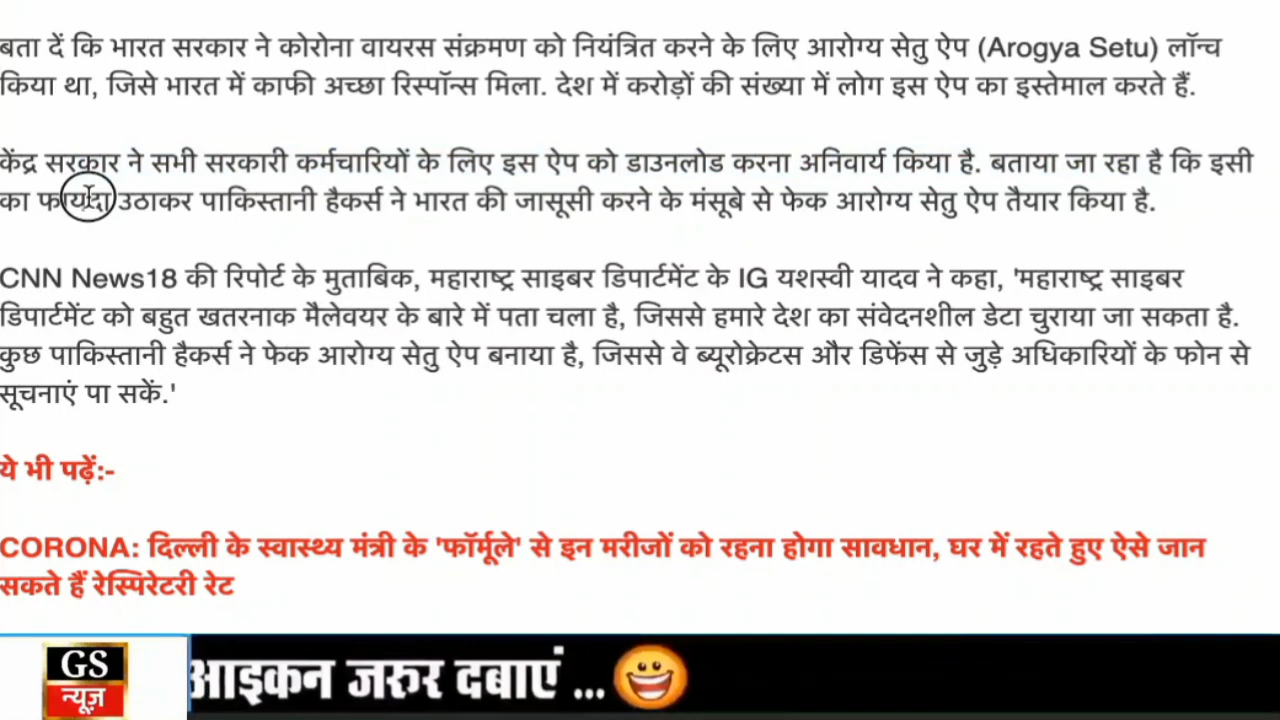 बता दें कि भारत सरकार ने कोरोना वायरस संक्रमण को नियंत्रित करने के लिए आरोग्य सेतु ऐप (Arogya Setu) लॉन्च
किया था, जिसे भारत में काफी अच्छा रिस्पॉन्स मिला. देश में करोड़ों की संख्या में लोग इस ऐप का इस्तेमाल करते हैं.
केंद्र सरकार ने सभी सरकारी कर्मचारियों के लिए इस ऐप को डाउनलोड करना अनिवार्य किया है. बताया जा रहा है कि इसी
का फायदा उठाकर पाकिस्तानी हैकर्स ने भारत की जासूसी करने के मंसूबे से फेक आरोग्य सेतु ऐप तैयार किया है.
CNN News18 की रिपोर्ट के मुताबिक, महाराष्ट्र साइबर डिपार्टमेंट के IG यशस्वी यादव ने कहा, 'महाराष्ट्र साइबर
डिपार्टमेंट को बहुत खतरनाक मैलेवयर के बारे में पता चला है, जिससे हमारे देश का संवेदनशील डेटा चुराया जा सकता है.
कुछ पाकिस्तानी हैकर्स ने फेक आरोग्य सेतु ऐप बनाया है, जिससे वे ब्यूरोक्रेटस और डिफेंस से जुड़े अधिकारियों के फोन से
सूचनाएं पा सकें.'
ये भी पढ़ें:-
CORONA: दिल्ली के स्वास्थ्य मंत्री के 'फॉर्मूले' से इन मरीजों को रहना होगा सावधान, घर में रहते हुए ऐसे जान
सकते हैं रेस्पिरेटरी रेट
GS
न्यूज़
आइकन जरुर दबाएं ...